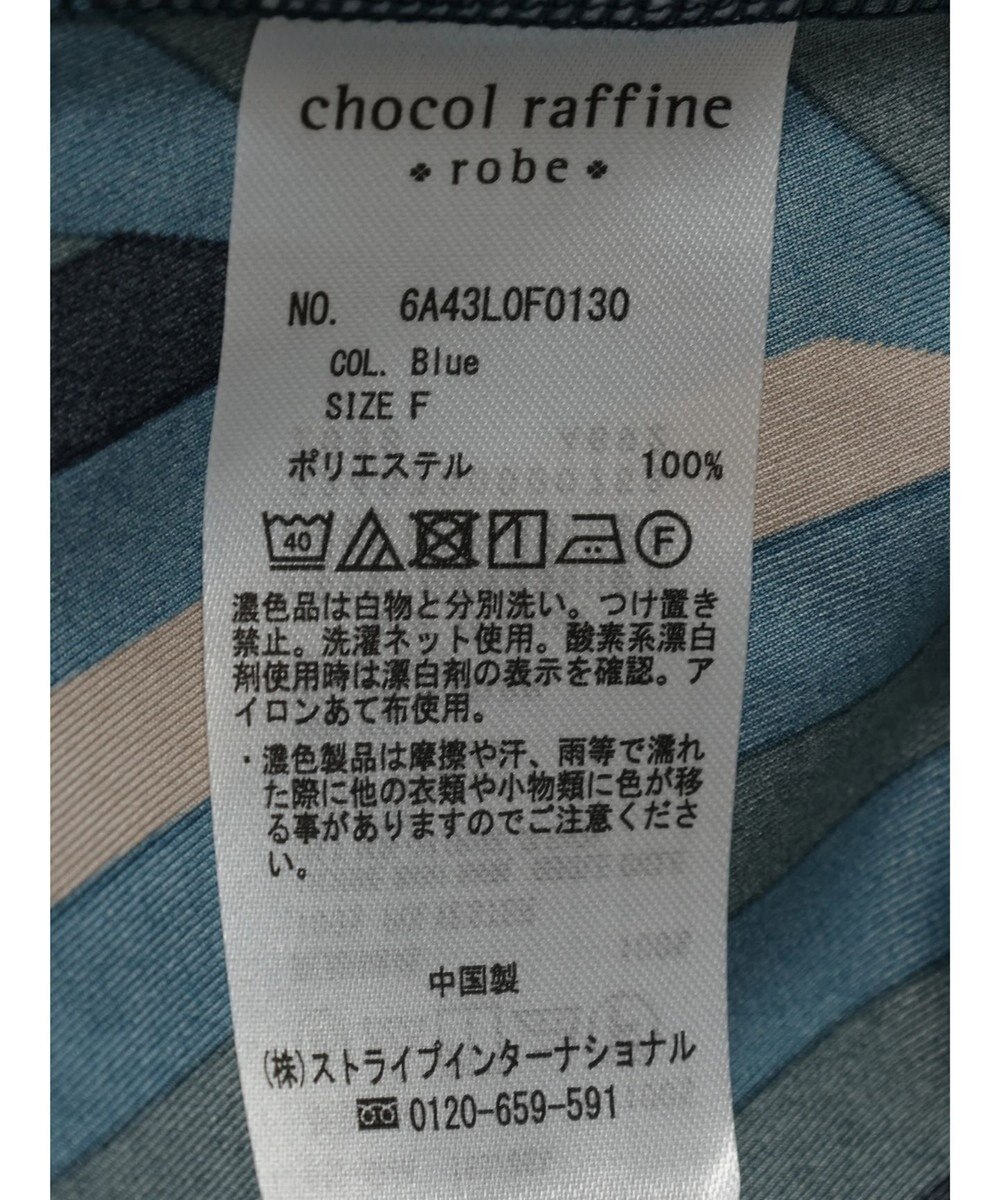 chocol raffine
robe
NO. 6A43L0F0130
COL. Blue
SIZE F
ポリエステル 100%
40 F
濃色品は白物と分別洗い。つけ置き
禁止。洗濯ネット使用。酸素系漂白
剤使用時は漂白剤の表示を確認。ア
イロンあて布使用。
・濃色製品は摩擦や汗、雨等で濡れ
た際に他の衣類や小物類に色が移
る事がありますのでご注意くださ
い。
中国製
(株)ストライプインターナショナル
0120-659-591